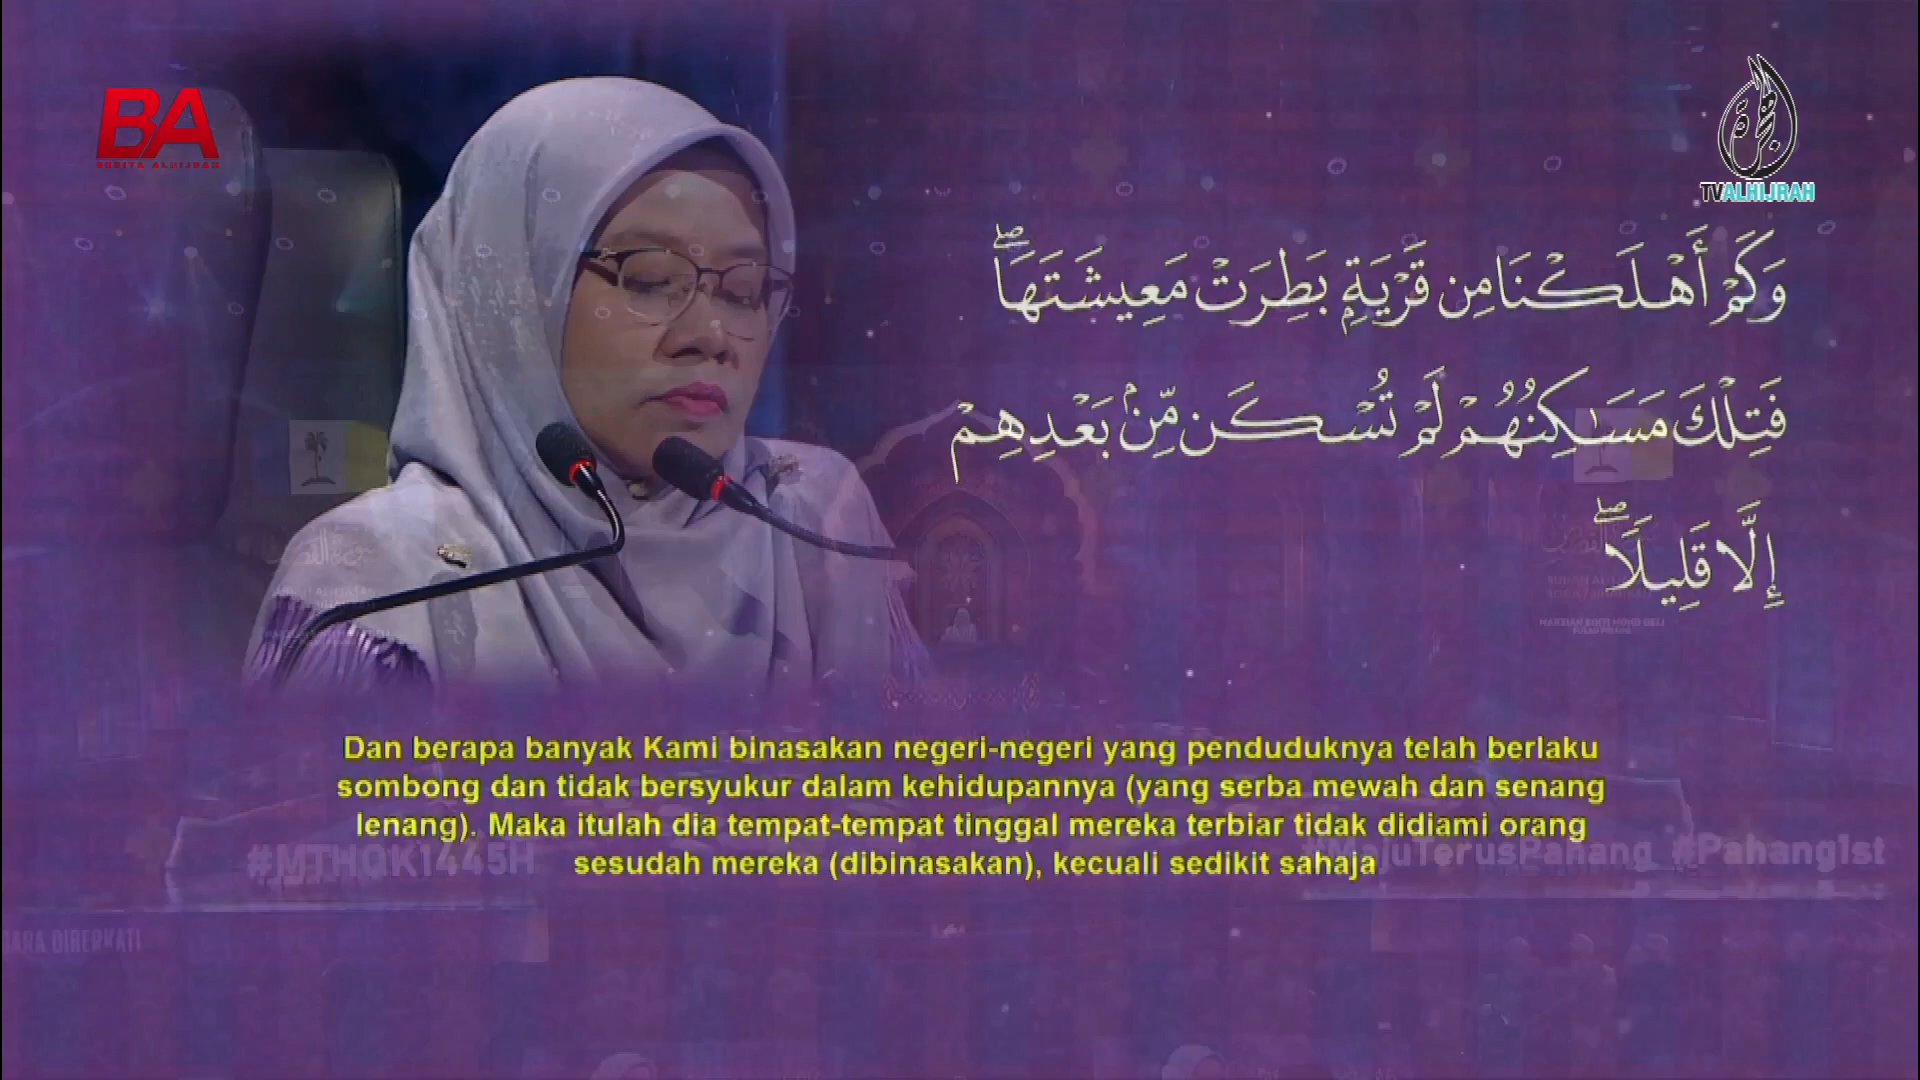 BA
BERITA ALHIJRAH
TVALHIJRAH
وَكَمْ أَهْلَكْنَا مِن قَرْيَةٍۭ بَطِرَتْ مَعِيشَتَهَاۖ
فَتِلْكَ مَسَٰكِنُهُمْ لَمْ تُسْكَن مِّنۢ بَعْدِهِمْ
إِلَّا قَلِيلًاۖ
Dan berapa banyak Kami binasakan negeri-negeri yang penduduknya telah berlaku
sombong dan tidak bersyukur dalam kehidupannya (yang serba mewah dan senang
lenang). Maka itulah dia tempat-tempat tinggal mereka terbiar tidak didiami orang
sesudah mereka (dibinasakan), kecuali sedikit sahaja
#MTHQK1445H
#MajuTerusPahang #Pahang1st